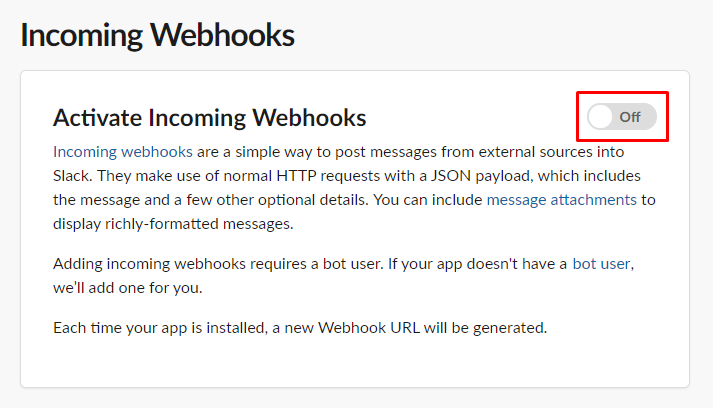 Incoming Webhooks
Activate Incoming Webhooks
Off
Incoming webhooks are a simple way to post messages from external sources into
Slack. They make use of normal HTTP requests with a JSON payload, which includes
the message and a few other optional details. You can include message attachments to
display richly-formatted messages.
Adding incoming webhooks requires a bot user. If your app doesn't have a bot user,
we’ll add one for you.
Each time your app is installed, a new Webhook URL will be generated.